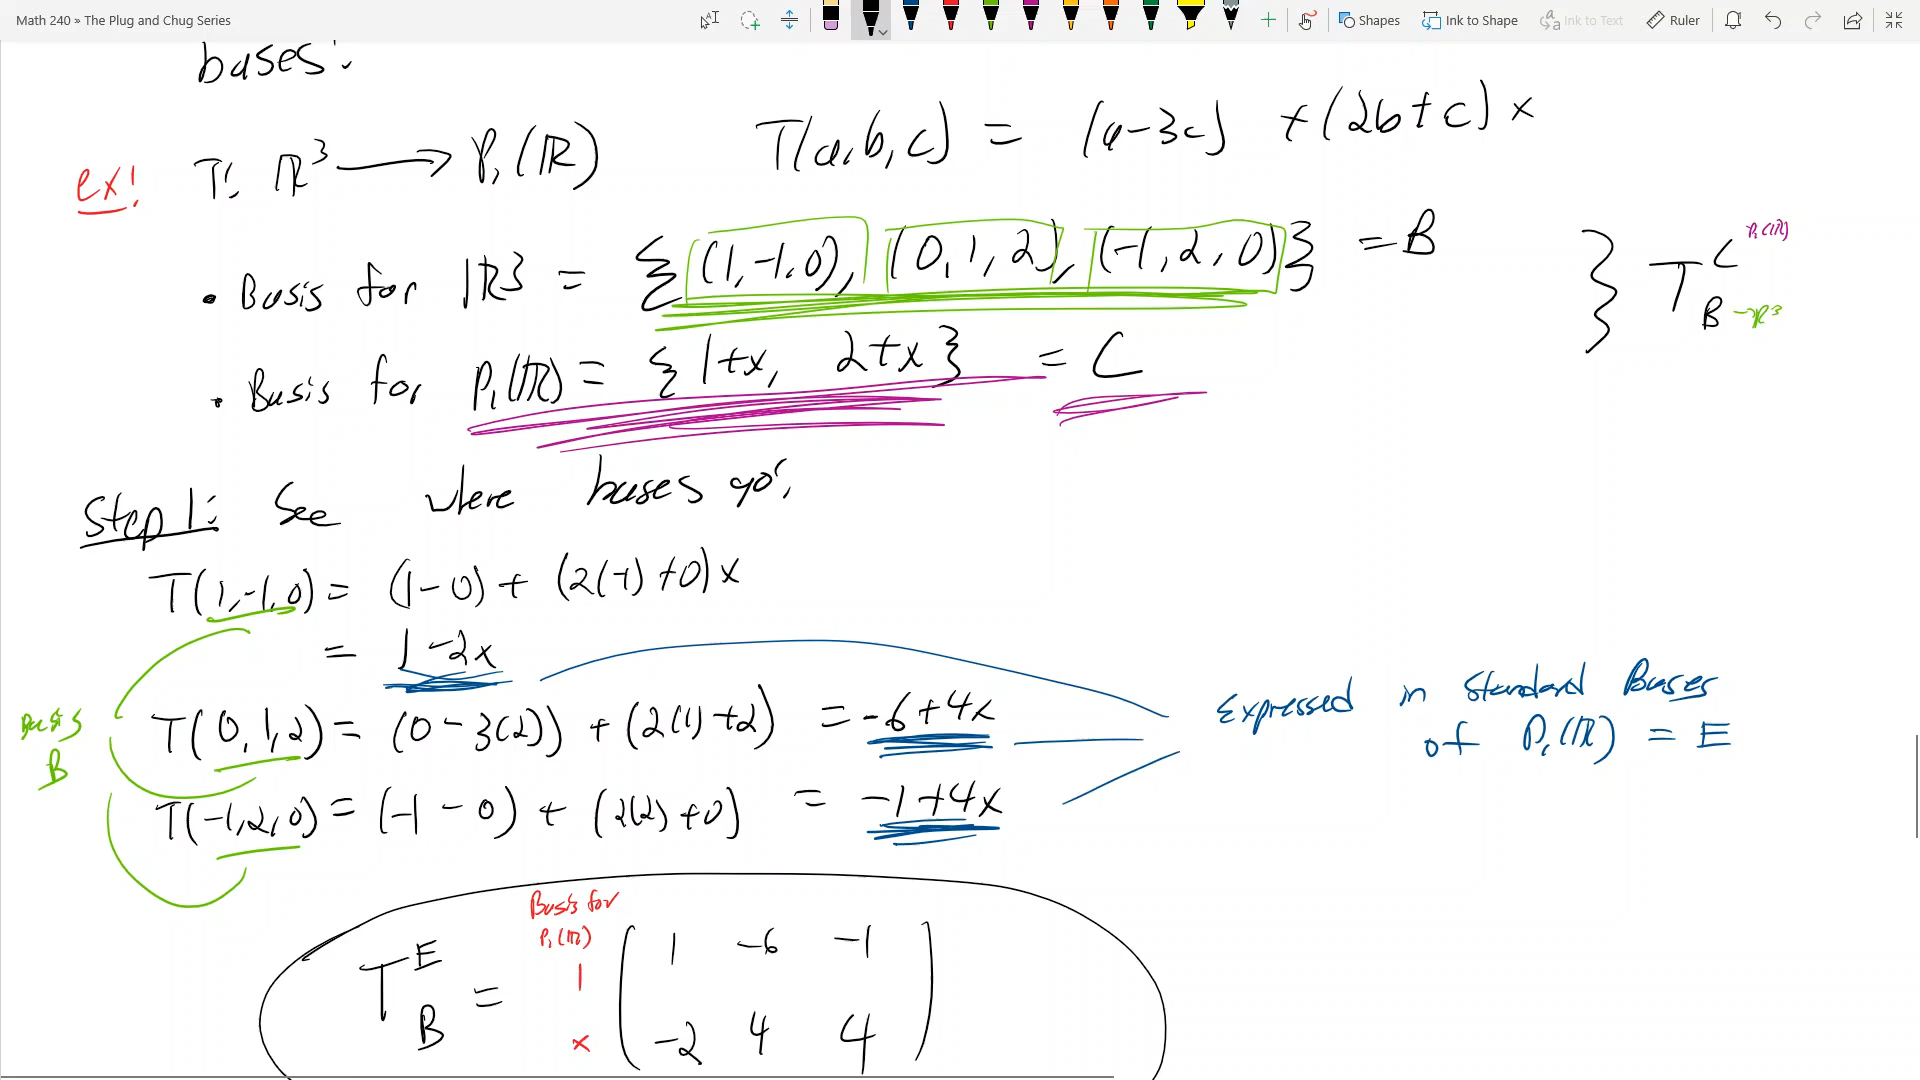 Math 240 » The Plug and Chug Series
Shapes
Ink to Shape
Ink to Text
Ruler
bases:
ex!
T: ℝ³ ⟶ P₁(ℝ)
T(a,b,c) = (a-3c) + (2b+c) x
• Basis for ℝ³ = {(1,-1,0), (0,1,2), (-1,2,0)} = B
• Basis for P₁(ℝ) = {1+x, 2+x} = C
} T_B^C P₁(ℝ) → ℝ³
Step 1: See where bases go:
T(1,-1,0) = (1-0) + (2(-1)+0)x
= 1-2x
T(0,1,2) = (0-3(2)) + (2(1)+2) = -6+4x
T(-1,2,0) = (-1-0) + (2(2)+0) = -1+4x
Basis
B
Expressed in Standard Bases
of P₁(ℝ) = E
Basis for
P₁(ℝ)
1
x
T_B^E = ( 1 -6 -1
-2 4 4 )